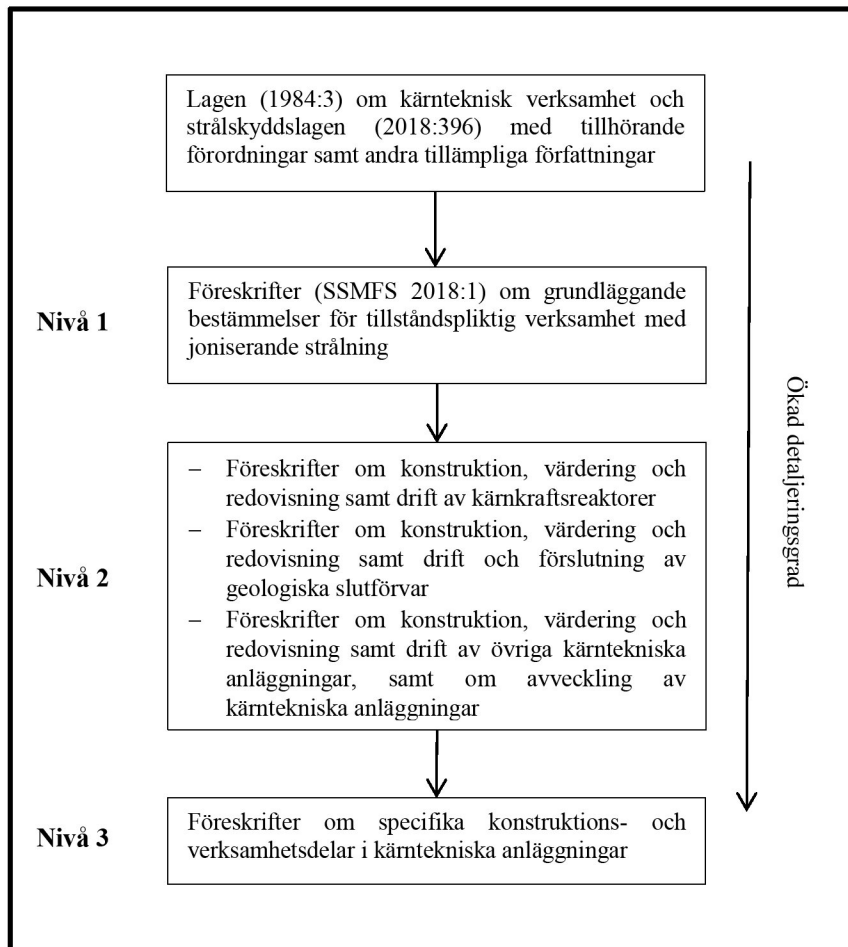 Lagen (1984:3) om kärnteknisk verksamhet och
strålskyddslagen (2018:396) med tillhörande
förordningar samt andra tillämpliga författningar
Nivå 1
Föreskrifter (SSMFS 2018:1) om grundläggande
bestämmelser för tillståndspliktig verksamhet med
joniserande strålning
Nivå 2
– Föreskrifter om konstruktion, värdering och
redovisning samt drift av kärnkraftsreaktorer
– Föreskrifter om konstruktion, värdering och
redovisning samt drift och förslutning av
geologiska slutförvar
– Föreskrifter om konstruktion, värdering och
redovisning samt drift av övriga kärntekniska
anläggningar, samt om avveckling av
kärntekniska anläggningar
Nivå 3
Föreskrifter om specifika konstruktions- och
verksamhetsdelar i kärntekniska anläggningar
Ökad detaljeringsgrad